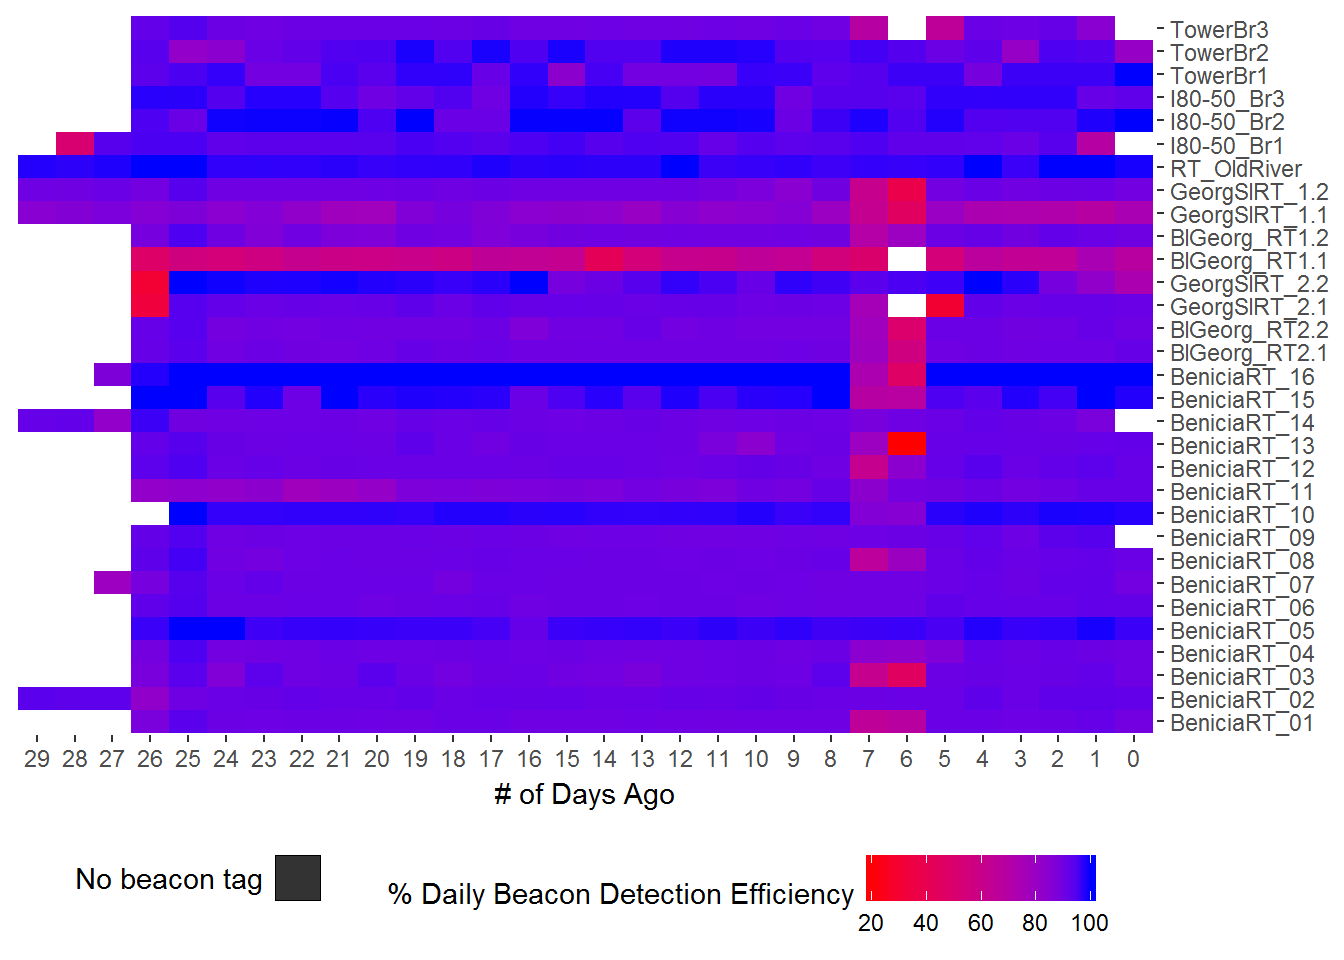 TowerBr3
TowerBr2
TowerBr1
I80-50_Br3
I80-50_Br2
I80-50_Br1
RT_OldRiver
GeorgSlRT_1.2
GeorgSlRT_1.1
BlGeorg_RT1.2
BlGeorg_RT1.1
GeorgSlRT_2.2
GeorgSlRT_2.1
BlGeorg_RT2.2
BlGeorg_RT2.1
BeniciaRT_16
BeniciaRT_15
BeniciaRT_14
BeniciaRT_13
BeniciaRT_12
BeniciaRT_11
BeniciaRT_10
BeniciaRT_09
BeniciaRT_08
BeniciaRT_07
BeniciaRT_06
BeniciaRT_05
BeniciaRT_04
BeniciaRT_03
BeniciaRT_02
BeniciaRT_01
29 28 27 26 25 24 23 22 21 20 19 18 17 16 15 14 13 12 11 10 9 8 7 6 5 4 3 2 1 0
# of Days Ago
No beacon tag
% Daily Beacon Detection Efficiency
20 40 60 80 100